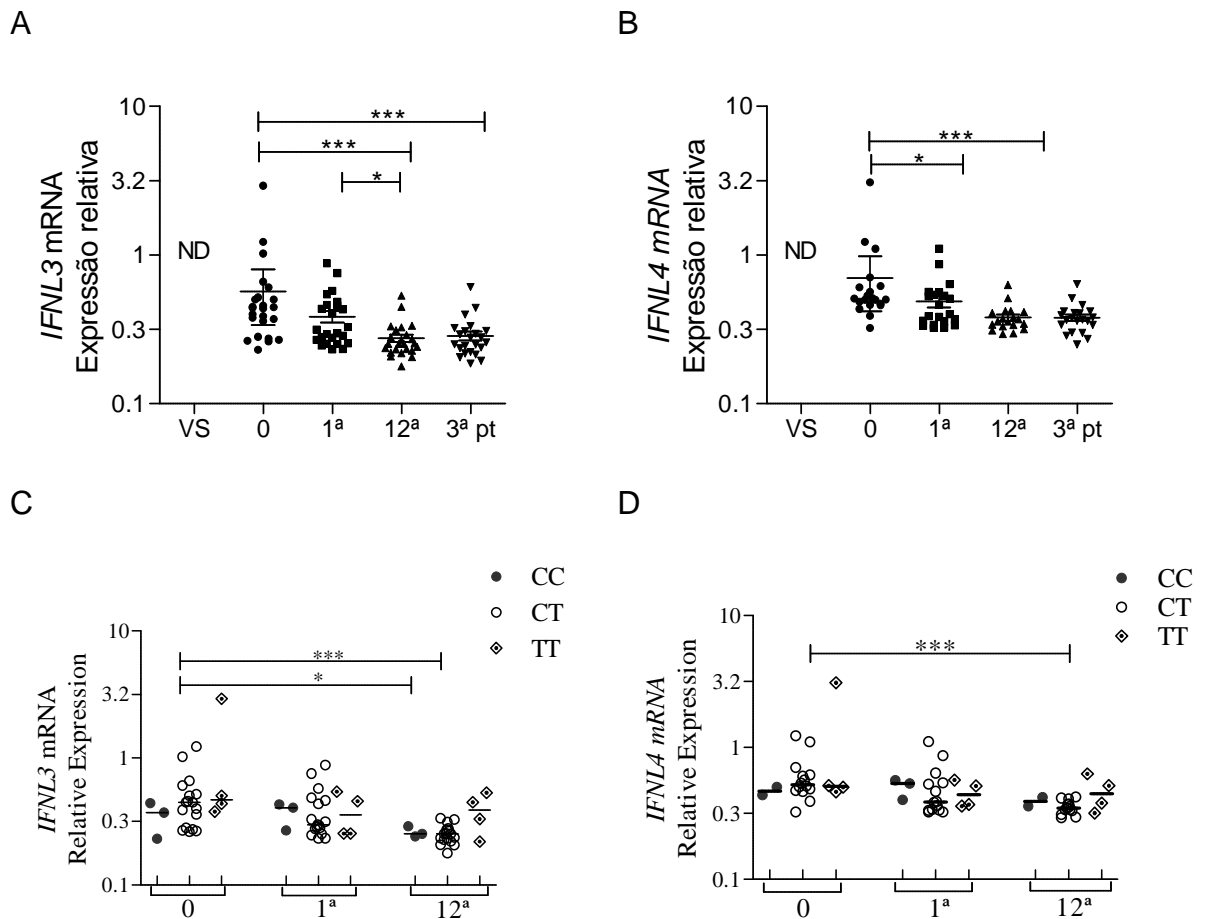 A
B
10
3.2
1
0.3
0.1
IFNL3 mRNA
Expressão relativa
ND
***
***
*
VS 0 1ª 12ª 3ª pt
10
3.2
1
0.3
0.1
IFNL4 mRNA
Expressão relativa
ND
***
*
VS 0 1ª 12ª 3ª pt
C
D
CC
CT
TT
10
3.2
1
0.3
0.1
IFNL3 mRNA
Relative Expression
***
*
0 1ª 12ª
CC
CT
TT
10
3.2
1
0.3
0.1
IFNL4 mRNA
Relative Expression
***
0 1ª 12ª